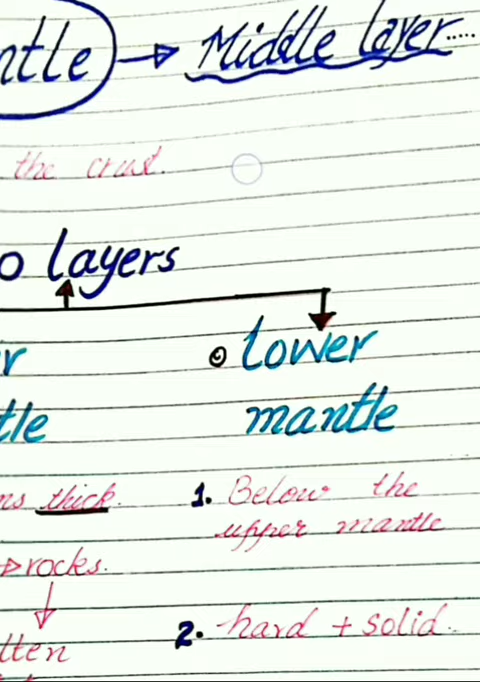 ntle → Middle layer.....
the crust.
o layers
r
tle
lower
mantle
ns thick.
rocks.
tten
1. Below the
upper mantle
2. hard + solid.